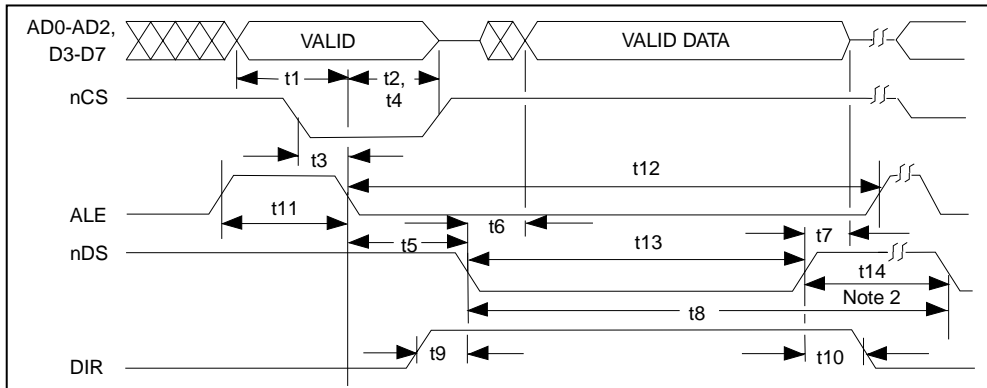 AD0-AD2,
D3-D7
VALID
VALID DATA
t1
t2,
t4
nCS
t3
t12
ALE
t11
t6
t5
t13
t7
nDS
t14
Note 2
t8
t9
t10
DIR